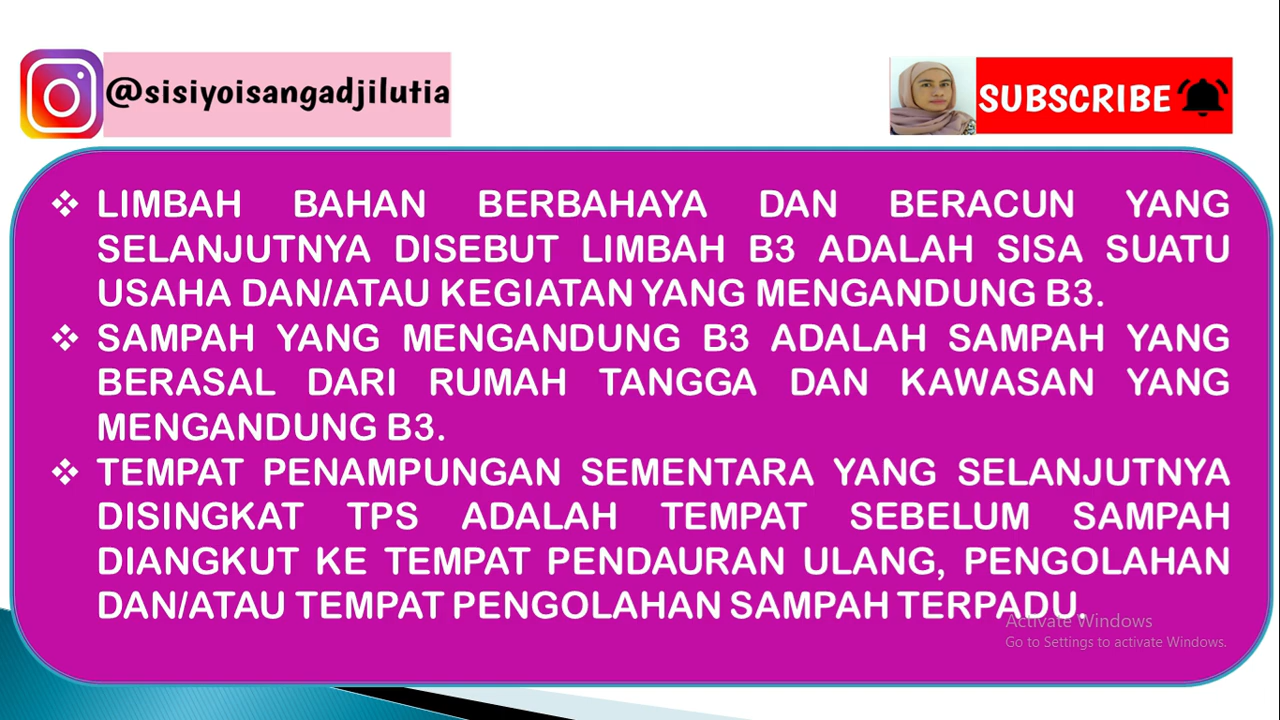 @sisiyoisangadjilutia
SUBSCRIBE
❖ LIMBAH BAHAN BERBAHAYA DAN BERACUN YANG
SELANJUTNYA DISEBUT LIMBAH B3 ADALAH SISA SUATU
USAHA DAN/ATAU KEGIATAN YANG MENGANDUNG B3.
❖ SAMPAH YANG MENGANDUNG B3 ADALAH SAMPAH YANG
BERASAL DARI RUMAH TANGGA DAN KAWASAN YANG
MENGANDUNG B3.
❖ TEMPAT PENAMPUNGAN SEMENTARA YANG SELANJUTNYA
DISINGKAT TPS ADALAH TEMPAT SEBELUM SAMPAH
DIANGKUT KE TEMPAT PENDAURAN ULANG, PENGOLAHAN
DAN/ATAU TEMPAT PENGOLAHAN SAMPAH TERPADU.
Activate Windows
Go to Settings to activate Windows.